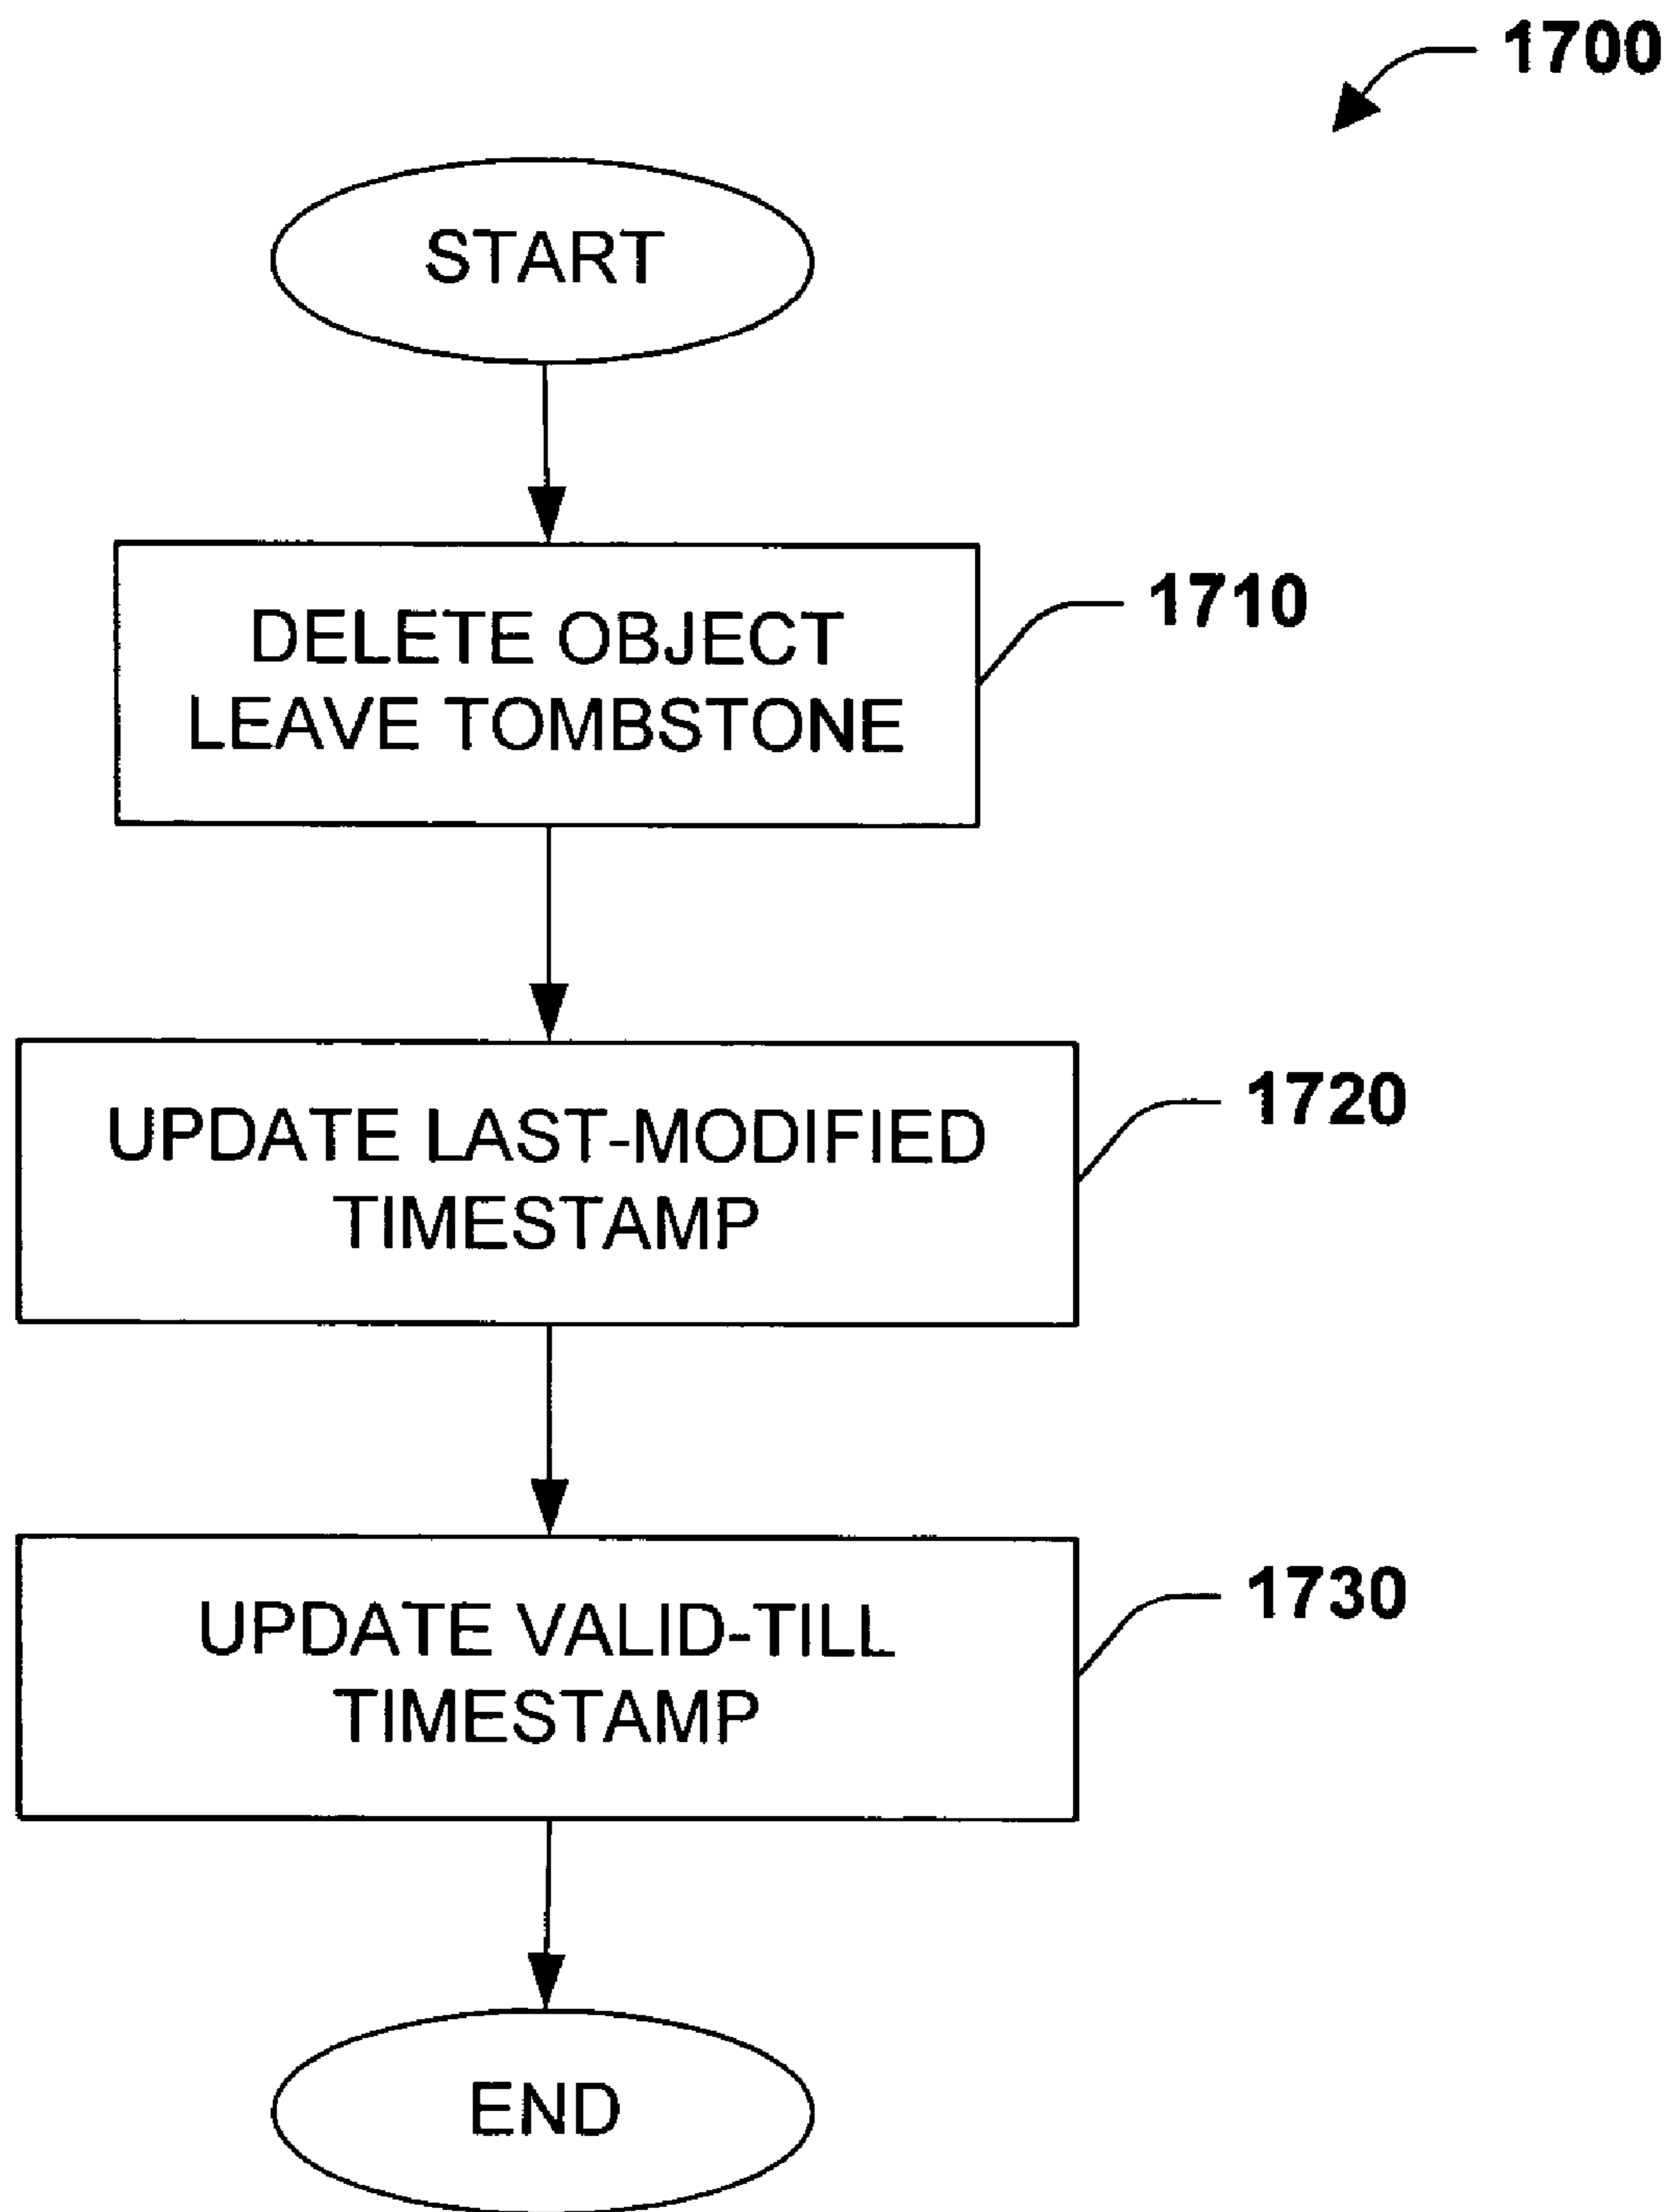 1700
START
DELETE OBJECT
LEAVE TOMBSTONE
1710
UPDATE LAST-MODIFIED
TIMESTAMP
1720
UPDATE VALID-TILL
TIMESTAMP
1730
END